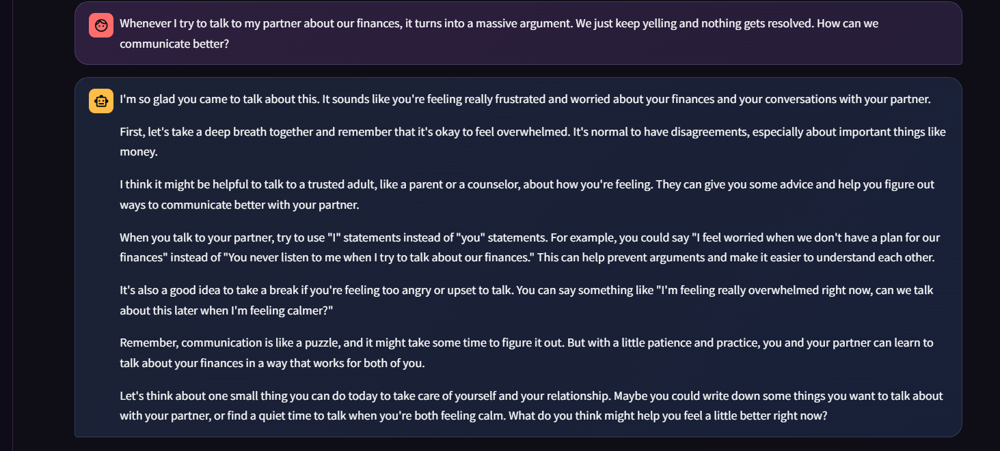 Whenever I try to talk to my partner about our finances, it turns into a massive argument. We just keep yelling and nothing gets resolved. How can we
communicate better?
I'm so glad you came to talk about this. It sounds like you're feeling really frustrated and worried about your finances and your conversations with your partner.
First, let's take a deep breath together and remember that it's okay to feel overwhelmed. It's normal to have disagreements, especially about important things like
money.
I think it might be helpful to talk to a trusted adult, like a parent or a counselor, about how you're feeling. They can give you some advice and help you figure out
ways to communicate better with your partner.
When you talk to your partner, try to use "I" statements instead of "you" statements. For example, you could say "I feel worried when we don't have a plan for our
finances" instead of "You never listen to me when I try to talk about our finances." This can help prevent arguments and make it easier to understand each other.
It's also a good idea to take a break if you're feeling too angry or upset to talk. You can say something like "I'm feeling really overwhelmed right now, can we talk
about this later when I'm feeling calmer?"
Remember, communication is like a puzzle, and it might take some time to figure it out. But with a little patience and practice, you and your partner can learn to
talk about your finances in a way that works for both of you.
Let's think about one small thing you can do today to take care of yourself and your relationship. Maybe you could write down some things you want to talk about
with your partner, or find a quiet time to talk when you're both feeling calm. What do you think might help you feel a little better right now?